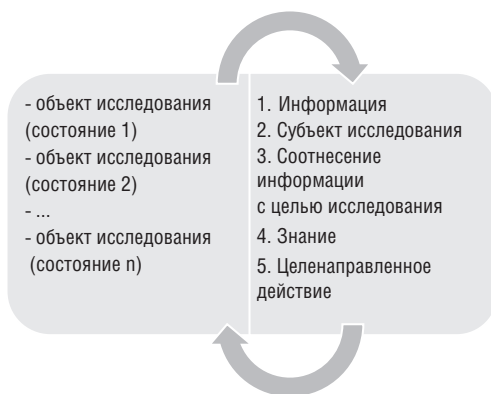 - объект исследования
(состояние 1)
- объект исследования
(состояние 2)
- ...
- объект исследования
(состояние n)
1. Информация
2. Субъект исследования
3. Соотнесение
информации
с целью исследования
4. Знание
5. Целенаправленное
действие